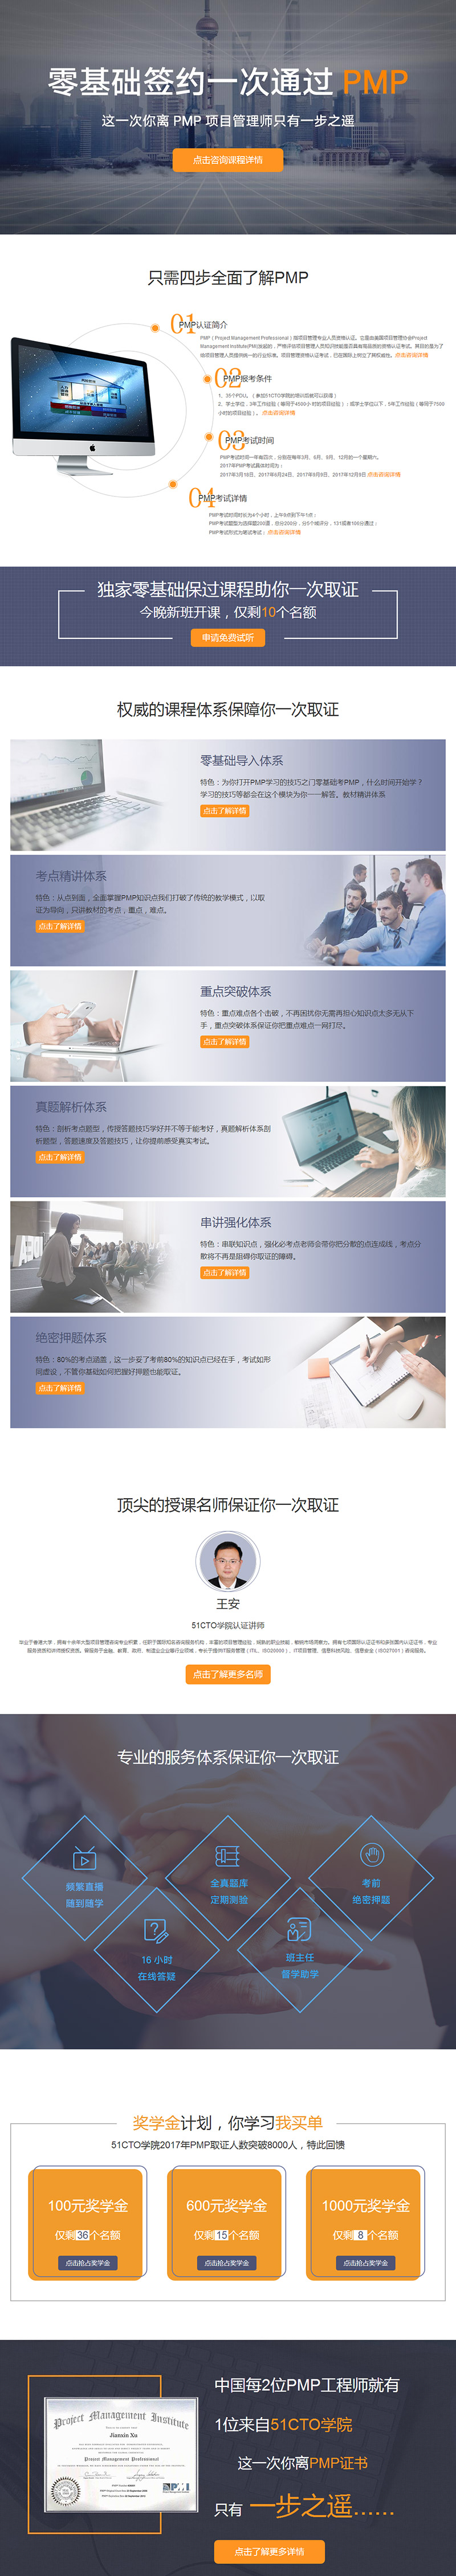 零基础签约一次通过 PMP
这一次你离 PMP 项目管理师只有一步之遥
点击咨询课程详情
只需四步全面了解PMP
01
PMP认证简介
PMP（Project Management Professional）指项目管理专业人员资格认证。它是由美国项目管理协会(Project
Management Institute(PMI)发起的，严格评估项目管理人员知识技能是否具有高品质的资格认证考试。其目的是为了
给项目管理人员提供统一的行业标准。项目管理资格认证考试，已在国际上树立了其权威性。点击咨询详情
02
PMP报考条件
1、35个PDU。（参加51CTO学院的培训后就可以获得）
2、学士学位，3年工作经验（等同于4500小时的项目经验）；或学士学位以下，5年工作经验（等同于7500
小时的项目经验）。 点击咨询详情
03
PMP考试时间
PMP考试时间一年有四次，分别在每年3月、6月、9月、12月的一个星期六。
2017年PMP考试具体时间为：
2017年3月18日、2017年6月24日、2017年9月9日、2017年12月9日 点击咨询详情
04
PMP考试详情
PMP考试时间时长为4个小时，上午9点到下午1点；
PMP考试题型为选择题200道，总分200分，分5个域评分，131或者106分通过；
PMP考试形式为笔试考试； 点击咨询详情
独家零基础保过课程助你一次取证
今晚新班开课，仅剩10个名额
申请免费试听
权威的课程体系保障你一次取证
零基础导入体系
特色：为你打开PMP学习的技巧之门零基础考PMP，什么时间开始学？
学习的技巧等都会在这个模块为你一一解答。教材精讲体系
点击了解详情
考点精讲体系
特色：从点到面，全面掌握PMP知识点我们打破了传统的教学模式，以取
证为导向，只讲教材的考点，重点，难点。
点击了解详情
重点突破体系
特色：重点难点各个击破，不再困扰你无需再担心知识点太多无从下
手，重点突破体系保证你把重点难点一网打尽。
点击了解详情
真题解析体系
特色：剖析考点题型，传授答题技巧学好并不等于能考好，真题解析体系剖
析题型，答题速度及答题技巧，让你提前感受真实考试。
点击了解详情
串讲强化体系
特色：串联知识点，强化必考点老师会带你把分散的点连成线，考点分
散将不再是阻碍你取证的障碍。
点击了解详情
绝密押题体系
特色：80%的考点涵盖，这一步妥了考前80%的知识点已经在手，考试如形
同虚设，不管你基础如何把握好押题也能取证。
点击了解详情
顶尖的授课名师保证你一次取证
王安
51CTO学院认证讲师
点击了解更多名师
专业的服务体系保证你一次取证
频繁直播
随到随学
全真题库
定期测验
考前
绝密押题
16 小时
在线答疑
班主任
督学助学
奖学金计划，你学习我买单
51CTO学院2017年PMP取证人数突破8000人，特此回馈
100元奖学金
仅剩36个名额
点击抢占奖学金
600元奖学金
仅剩15个名额
点击抢占奖学金
1000元奖学金
仅剩 8 个名额
点击抢占奖学金
Project Management Institute
Jianxin Xu
Project Management Professional
中国每2位PMP工程师就有
1位来自51CTO学院
这一次你离PMP证书
只有 一步之遥......
点击了解更多详情